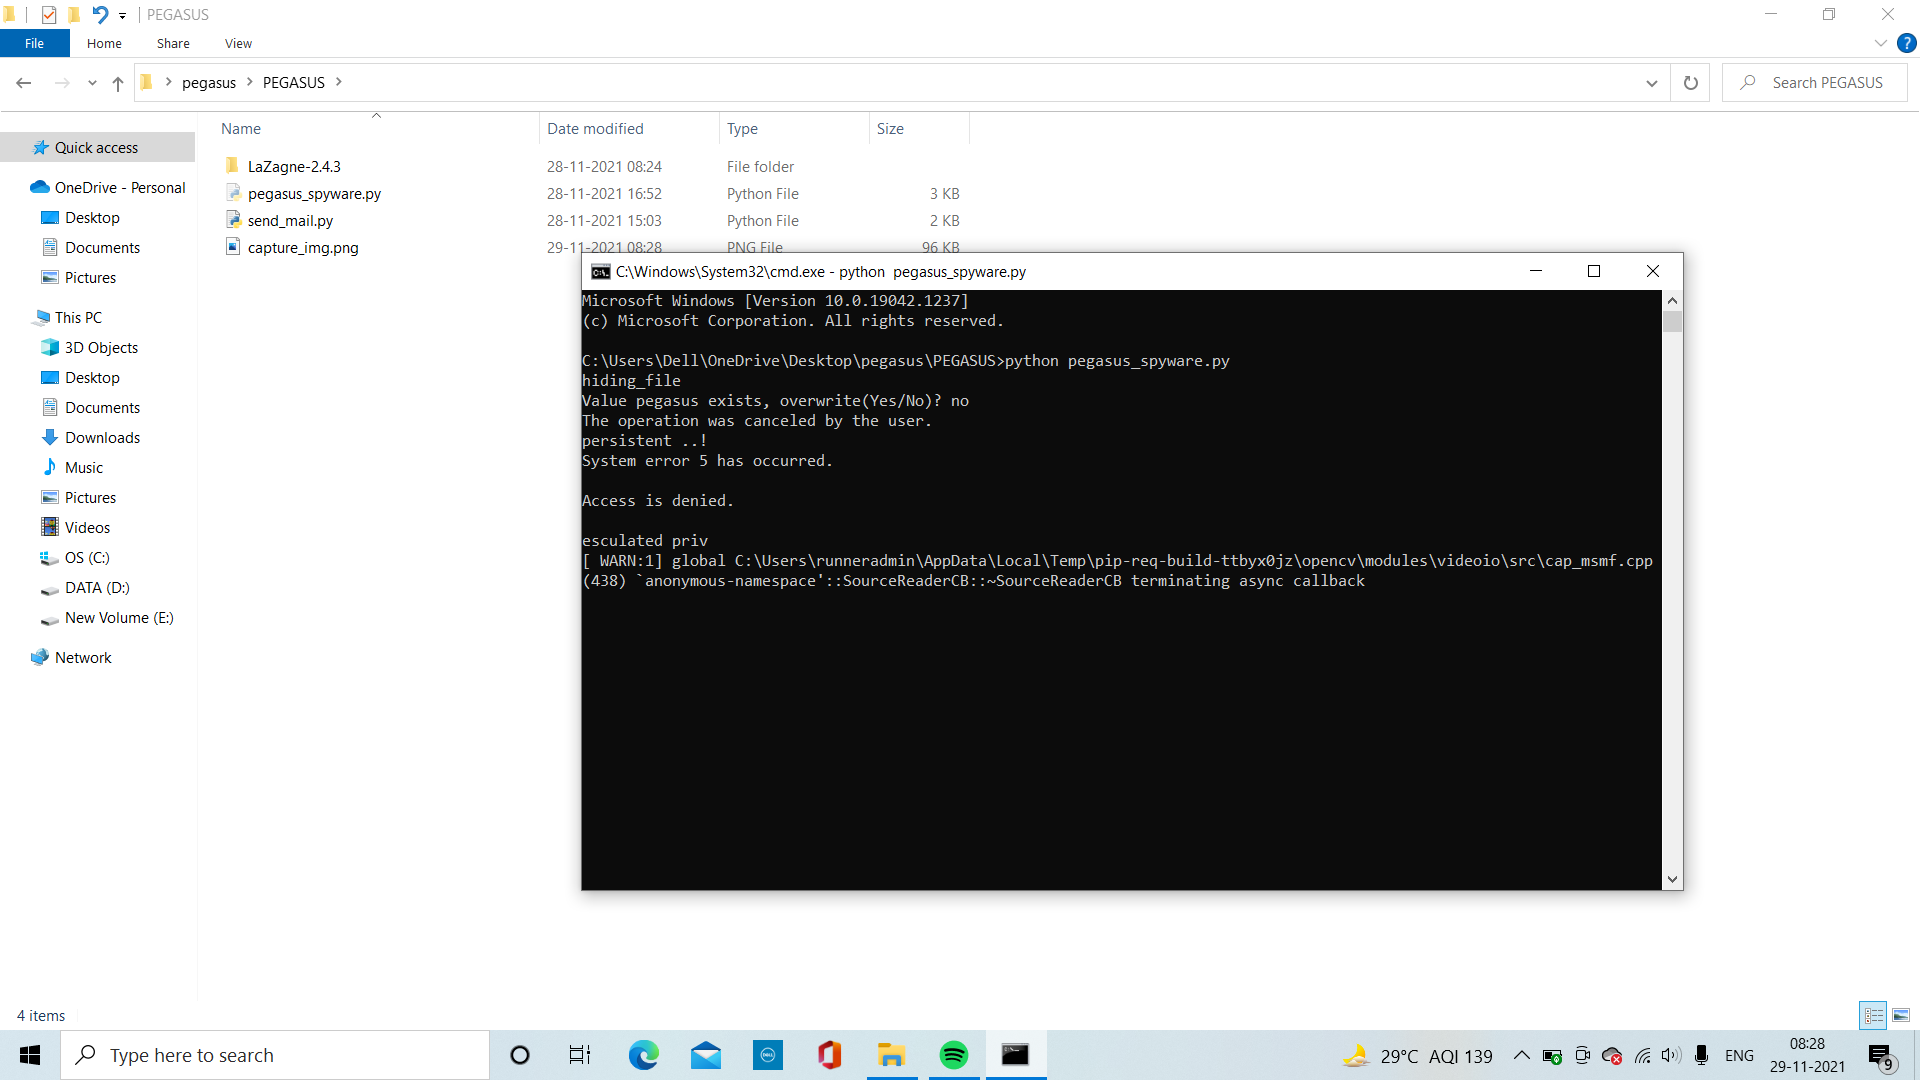 PEGASUS
File Home Share View
pegasus PEGASUS
Search PEGASUS
Name Date modified Type Size
Quick access
OneDrive - Personal
Desktop
Documents
Pictures
This PC
3D Objects
Desktop
Documents
Downloads
Music
Pictures
Videos
OS (C:)
DATA (D:)
New Volume (E:)
Network
LaZagne-2.4.3 28-11-2021 08:24 File folder
pegasus_spyware.py 28-11-2021 16:52 Python File 3 KB
send_mail.py 28-11-2021 15:03 Python File 2 KB
capture_img.png 29-11-2021 08:28 PNG File 96 KB
C:\Windows\System32\cmd.exe - python  pegasus_spyware.py
Microsoft Windows [Version 10.0.19042.1237]
(c) Microsoft Corporation. All rights reserved.
C:\Users\Dell\OneDrive\Desktop\pegasus\PEGASUS>python pegasus_spyware.py
hiding_file
Value pegasus exists, overwrite(Yes/No)? no
The operation was canceled by the user.
persistent ..!
System error 5 has occurred.
Access is denied.
esculated priv
[ WARN:1] global C:\Users\runneradmin\AppData\Local\Temp\pip-req-build-ttbyx0jz\opencv\modules\videoio\src\cap_msmf.cpp
(438) `anonymous-namespace'::SourceReaderCB::~SourceReaderCB terminating async callback
4 items
Type here to search
DELL
29°C AQI 139
ENG
08:28
29-11-2021
9